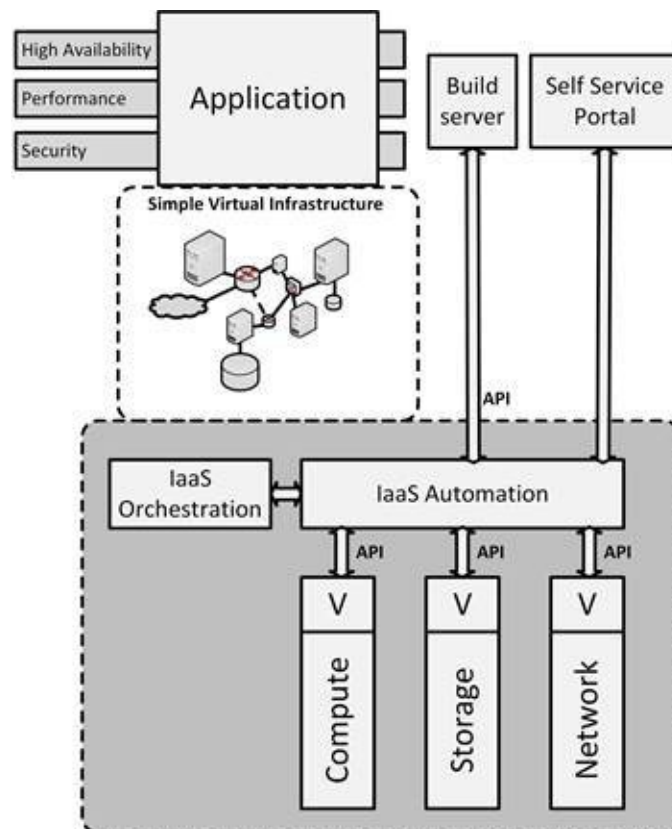 High Availability
Performance
Security
Application
Build
server
Self Service
Portal
Simple Virtual Infrastructure
API
IaaS
Orchestration
IaaS Automation
API
API
API
V
V
V
Compute
Storage
Network